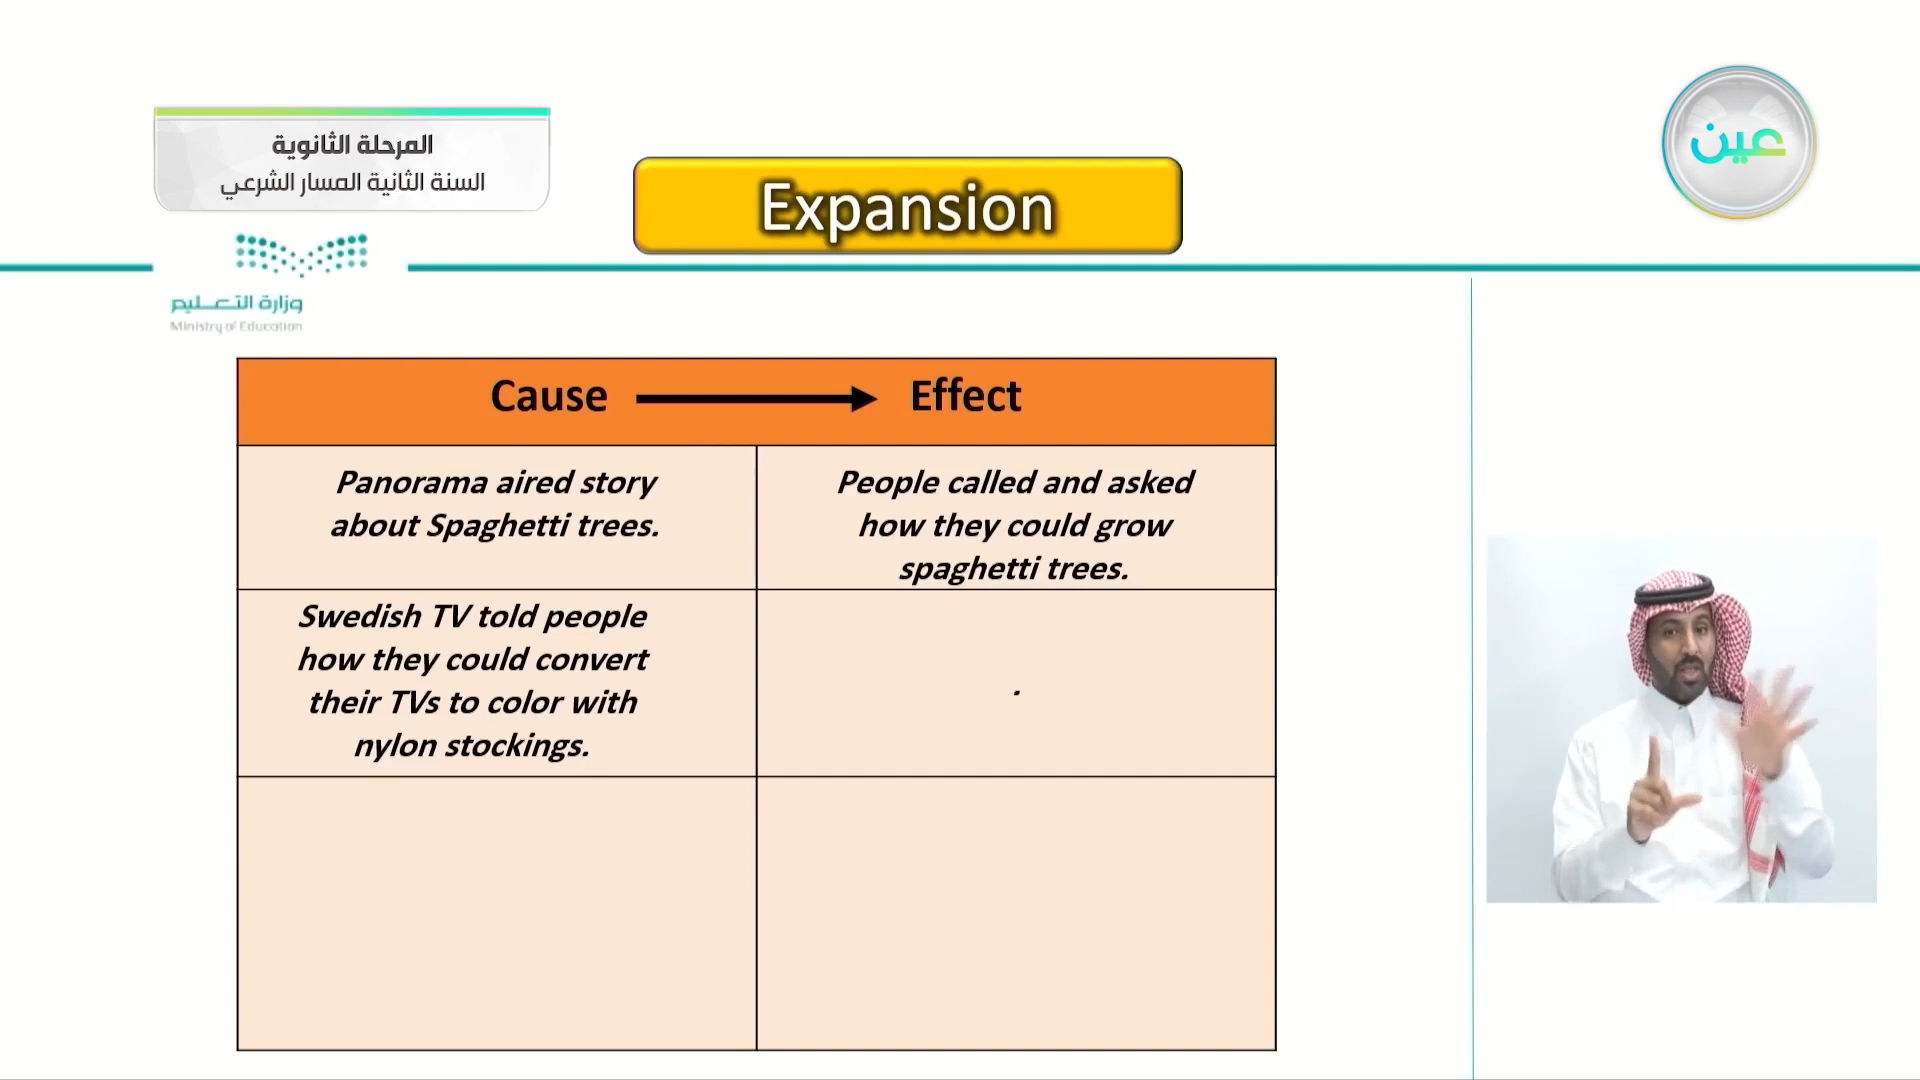 المرحلة الثانوية
السنة الثانية المسار الشرعي
عين
Expansion
وزارة التعليم
Ministry of Education
Cause Effect
Panorama aired story
about Spaghetti trees.
People called and asked
how they could grow
spaghetti trees.
Swedish TV told people
how they could convert
their TVs to color with
nylon stockings.
.